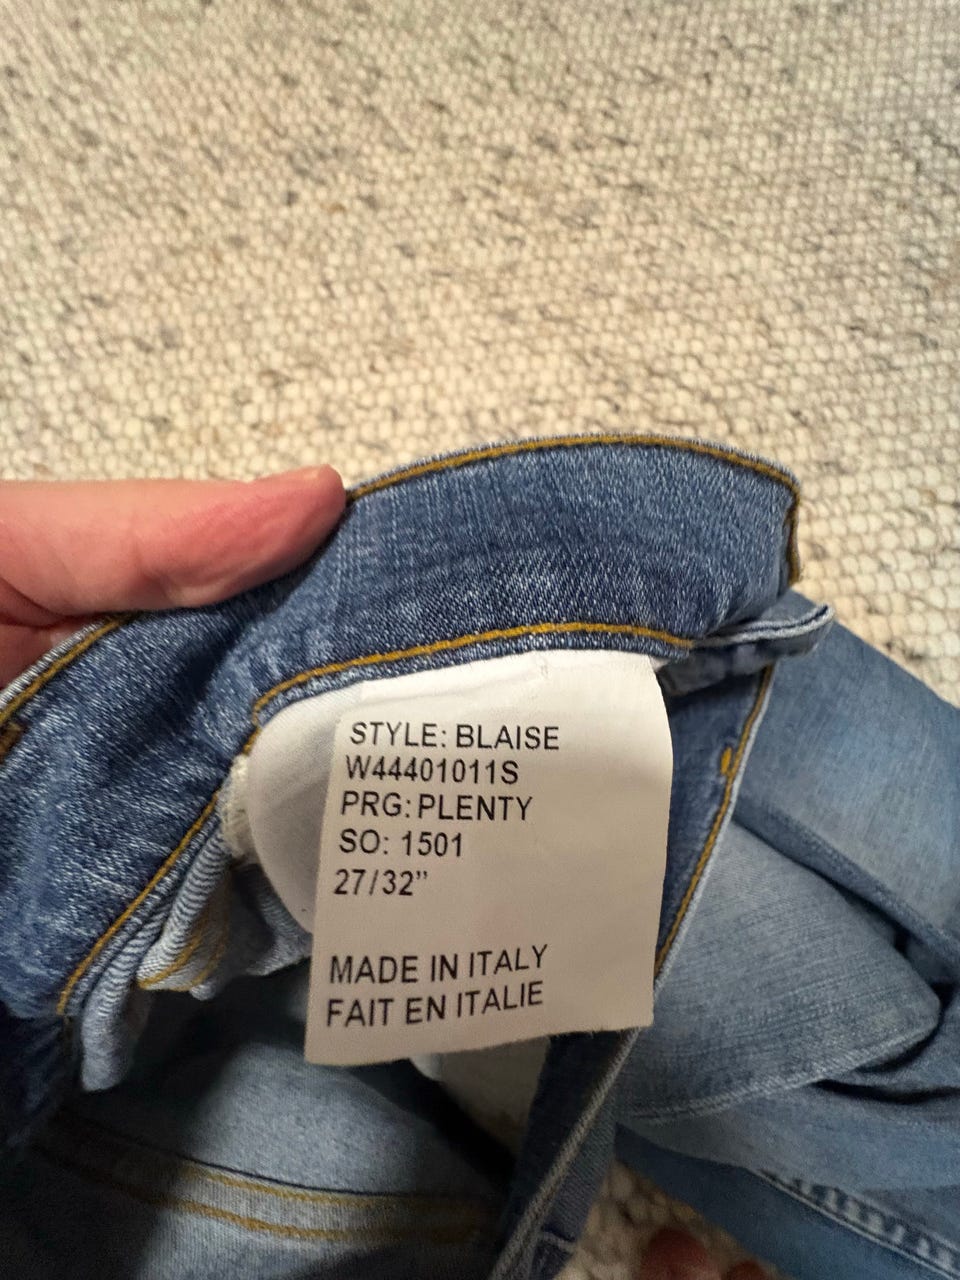 STYLE: BLAISE
W44401011S
PRG: PLENTY
SO: 1501
27/32”
MADE IN ITALY
FAIT EN ITALIE